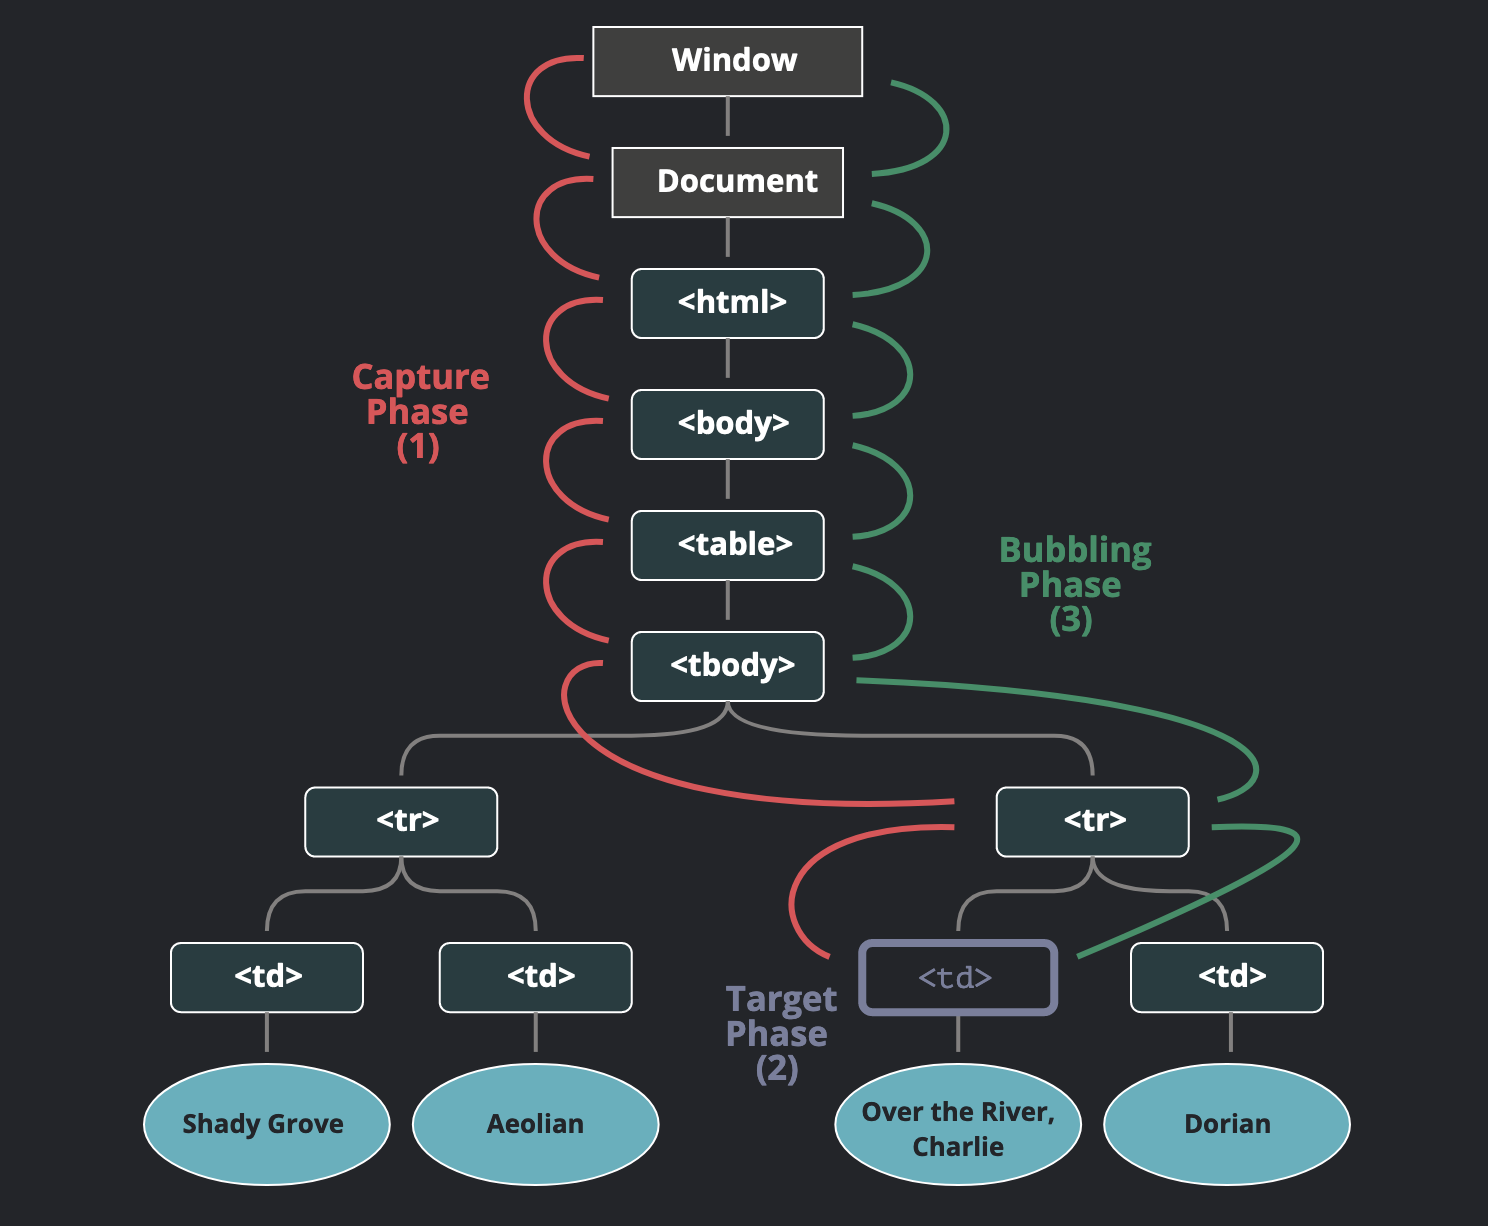 Window
Document
<html>
Capture
Phase
(1)
<body>
<table>
Bubbling
Phase
(3)
<tbody>
<tr>
<tr>
<td>
<td>
<td>
<td>
Target
Phase
(2)
Shady Grove
Aeolian
Over the River,
Charlie
Dorian